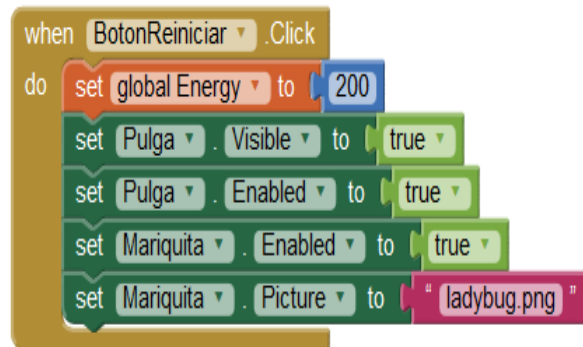 when BotonReiniciar .Click
do set global Energy to 200
set Pulga . Visible to true
set Pulga . Enabled to true
set Mariquita . Enabled to true
set Mariquita . Picture to " ladybug.png "